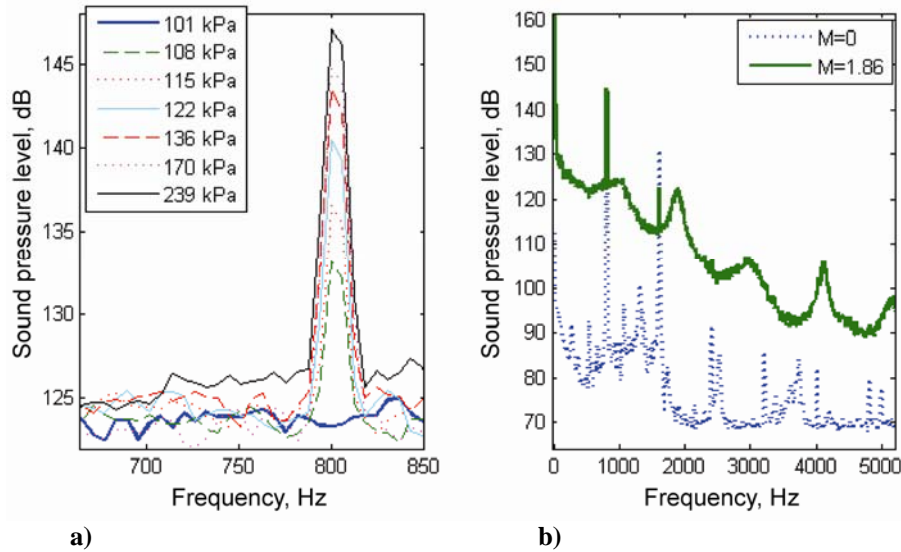 101 kPa
108 kPa
115 kPa
122 kPa
136 kPa
170 kPa
239 kPa
145
140
135
130
125
700
750
800
850
Sound pressure level, dB
Frequency, Hz
a)
M=0
M=1.86
160
150
140
130
120
110
100
90
80
70
0
1000
2000
3000
4000
5000
Sound pressure level, dB
Frequency, Hz
b)